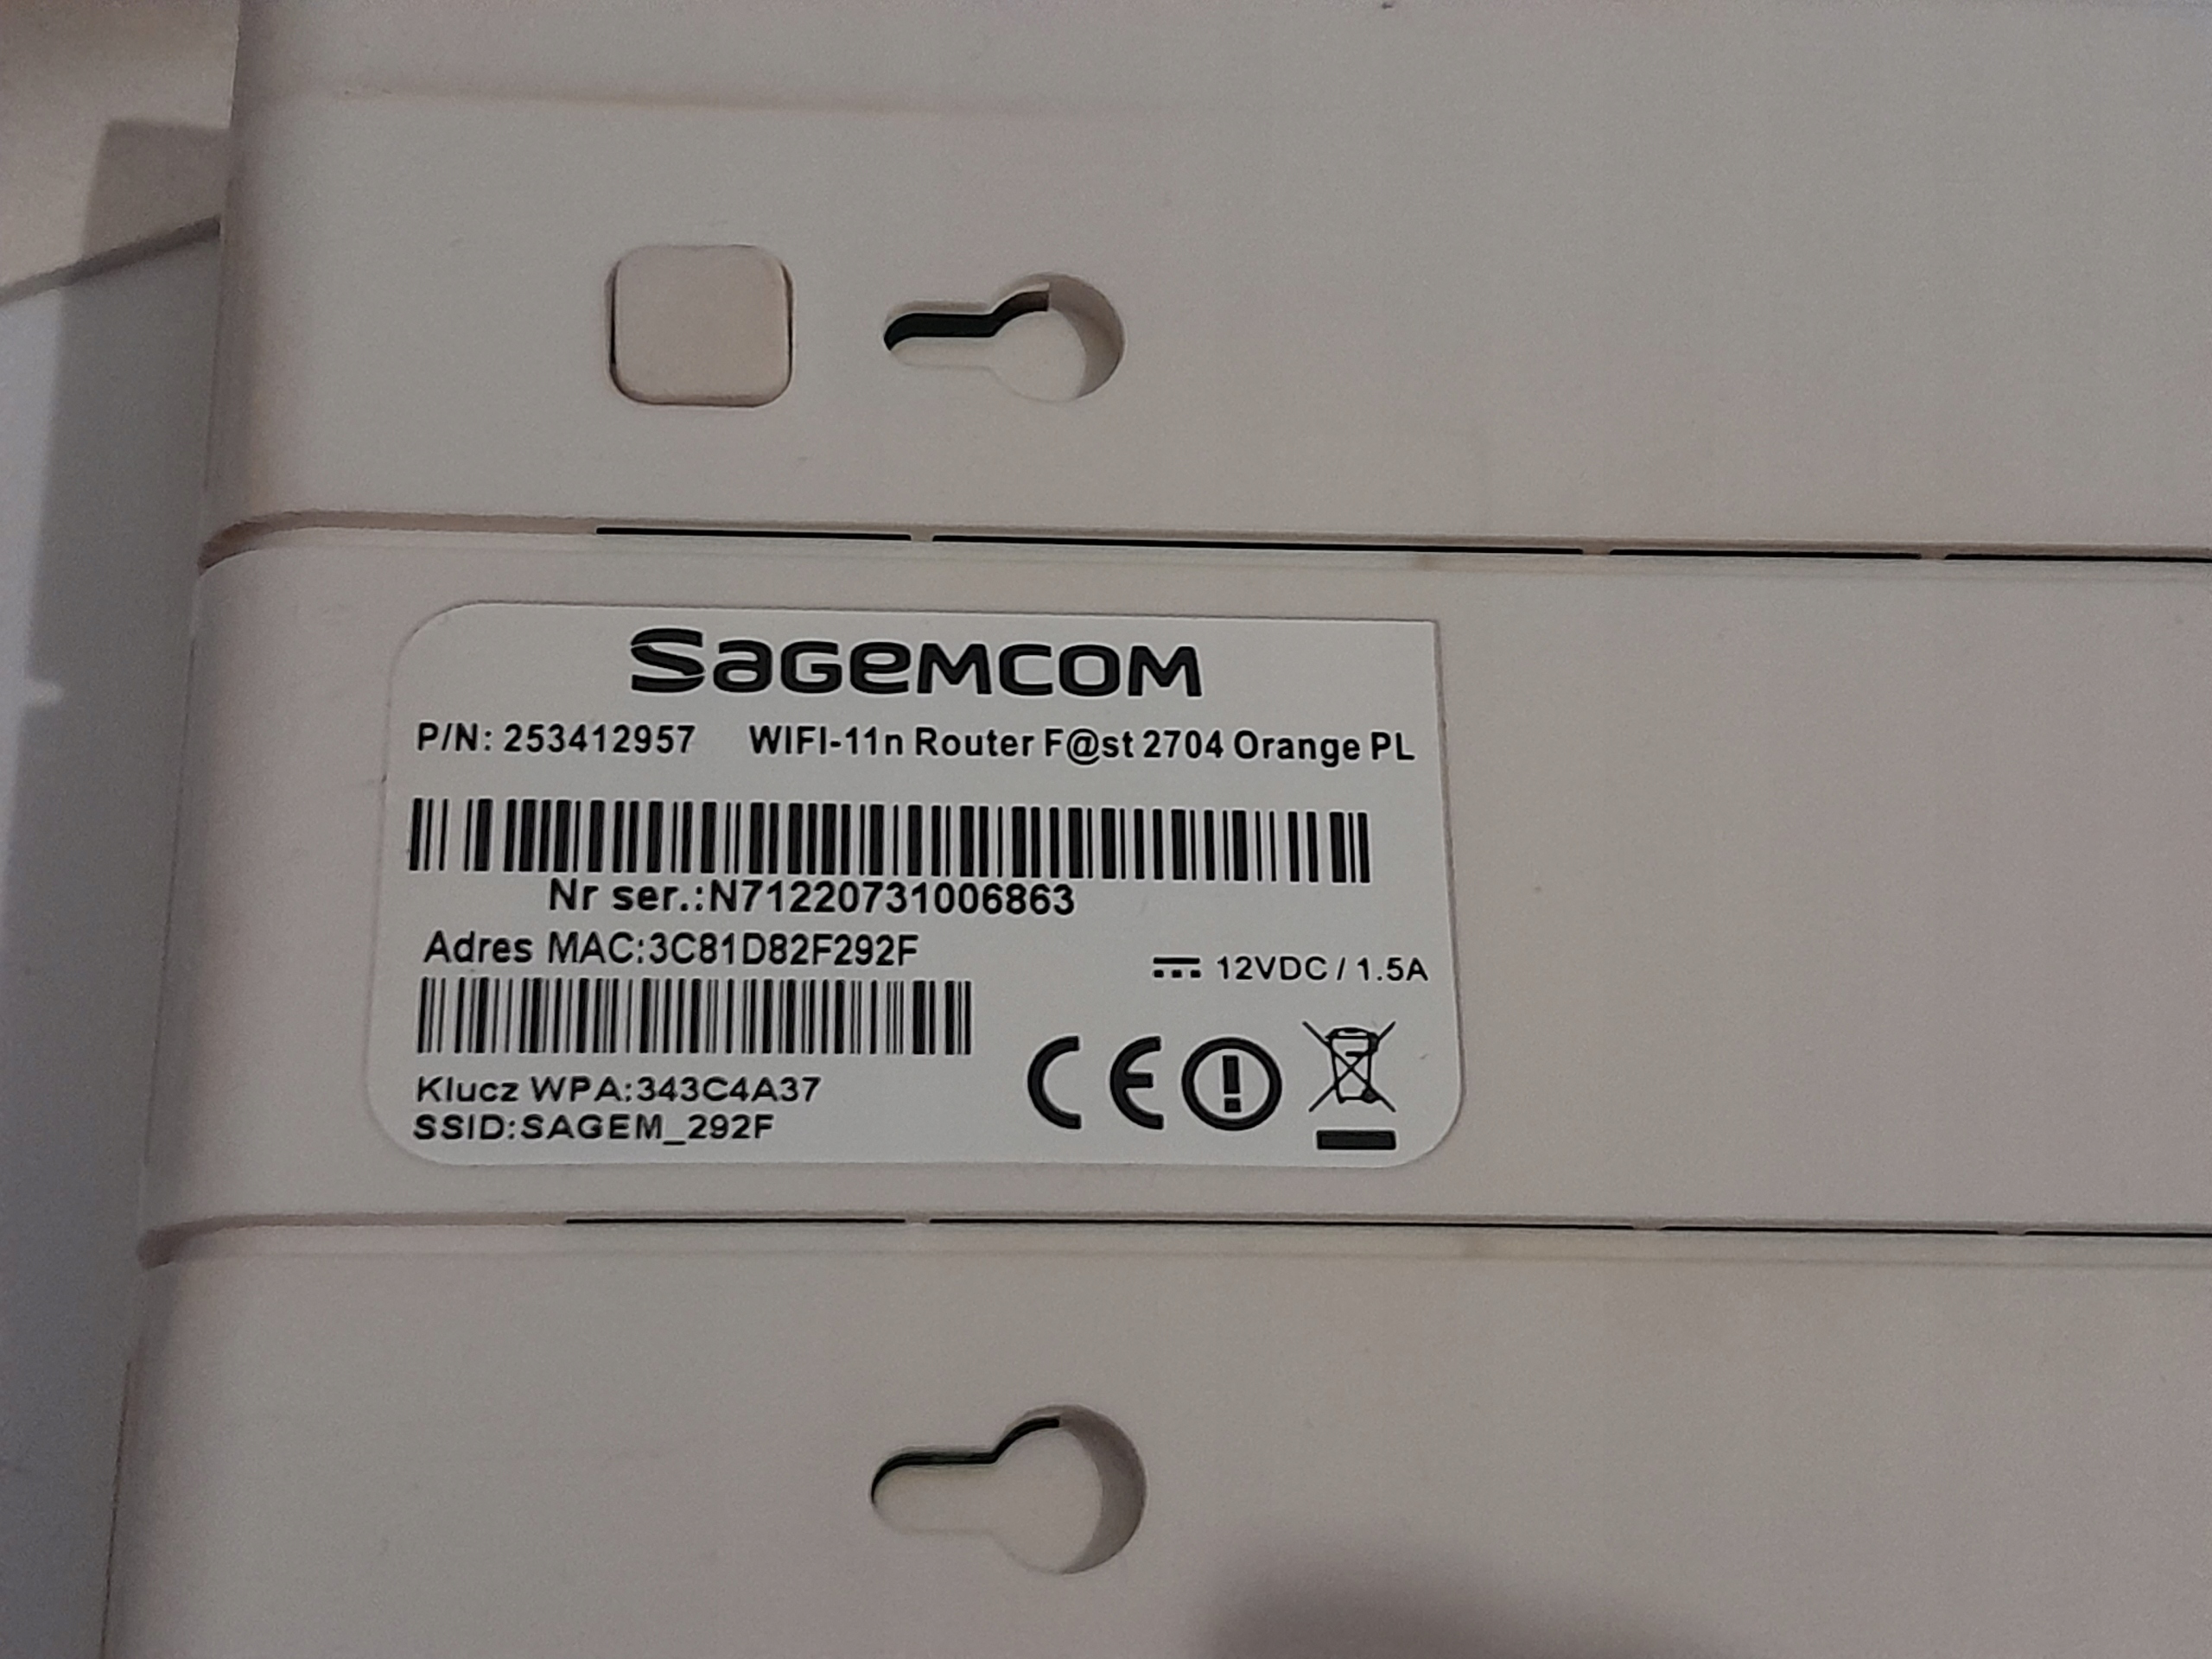 SAGEMCOM
P/N: 253412957 WIFI-11n Router F@st 2704 Orange PL
Nr ser.:N71220731006863
Adres MAC:3C81D82F292F
12VDC / 1.5A
Klucz WPA:343C4A37
SSID:SAGEM_292F
CE